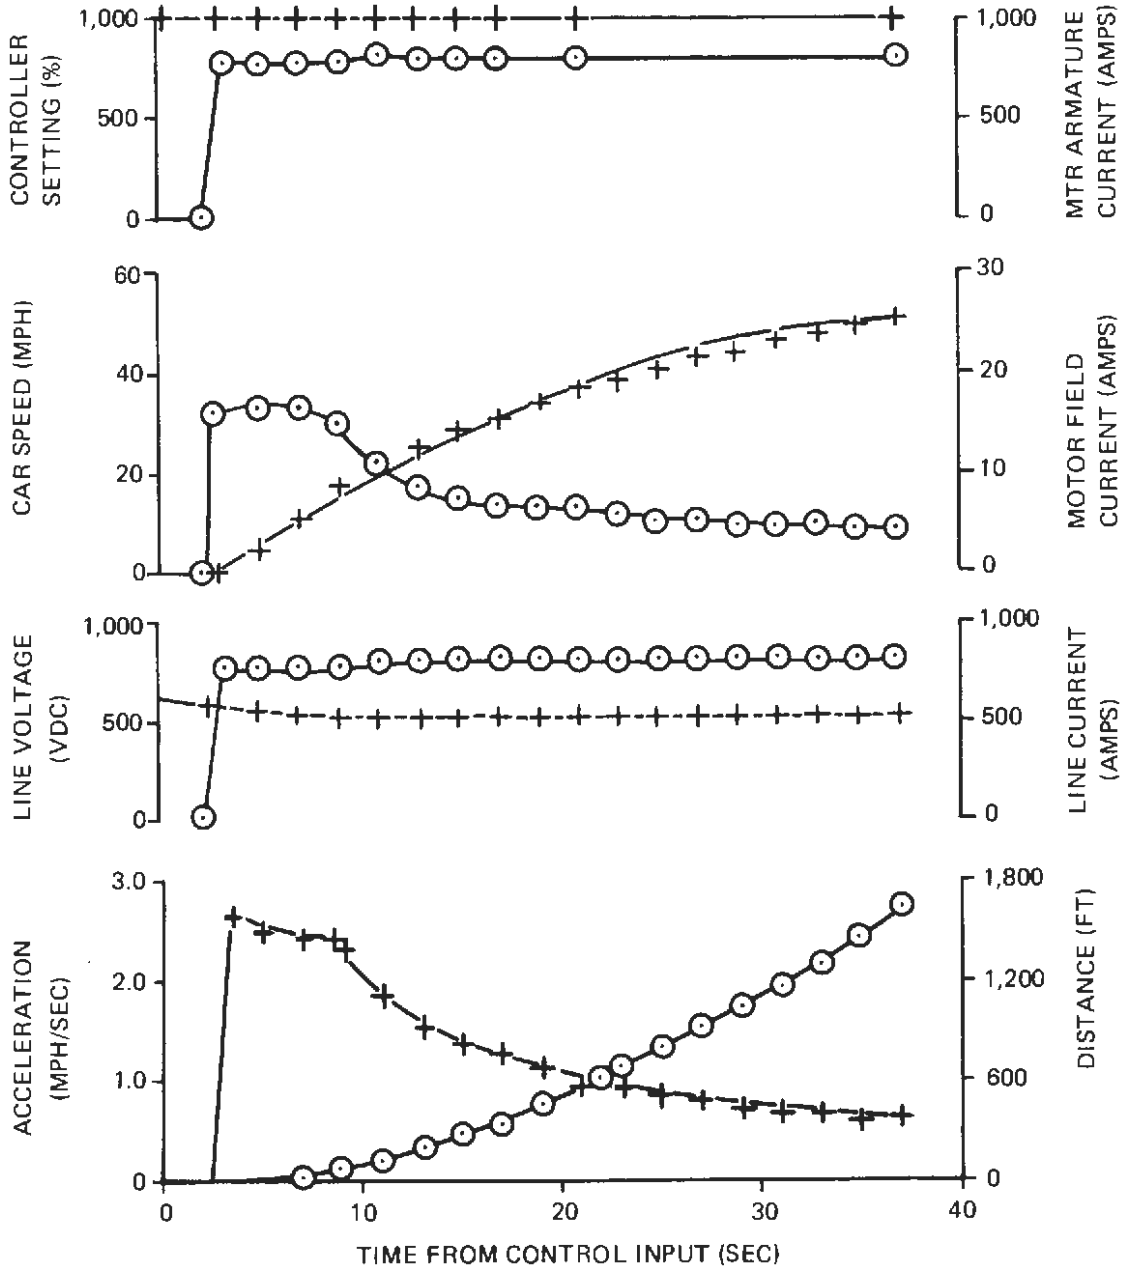 CONTROLLER
SETTING (%)
1,000
500
0
1,000
500
0
MTR ARMATURE
CURRENT (AMPS)
CAR SPEED (MPH)
60
40
20
0
30
20
10
0
MOTOR FIELD
CURRENT (AMPS)
LINE VOLTAGE
(VDC)
1,000
500
0
1,000
500
0
LINE CURRENT
(AMPS)
ACCELERATION
(MPH/SEC)
3.0
2.0
1.0
0
1,800
1,200
600
0
DISTANCE (FT)
0 10 20 30 40
TIME FROM CONTROL INPUT (SEC)